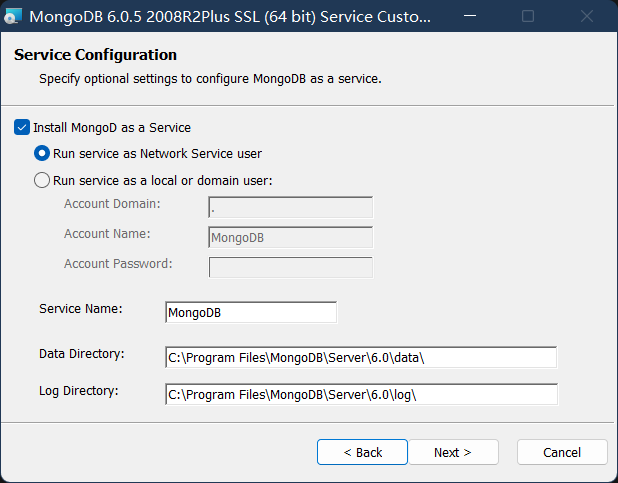 MongoDB 6.0.5 2008R2Plus SSL (64 bit) Service Custo...
Service Configuration
Specify optional settings to configure MongoDB as a service.
Install MongoD as a Service
Run service as Network Service user
Run service as a local or domain user:
Account Domain: .
Account Name: MongoDB
Account Password:
Service Name: MongoDB
Data Directory: C:\Program Files\MongoDB\Server\6.0\data\
Log Directory: C:\Program Files\MongoDB\Server\6.0\log\
< Back Next > Cancel